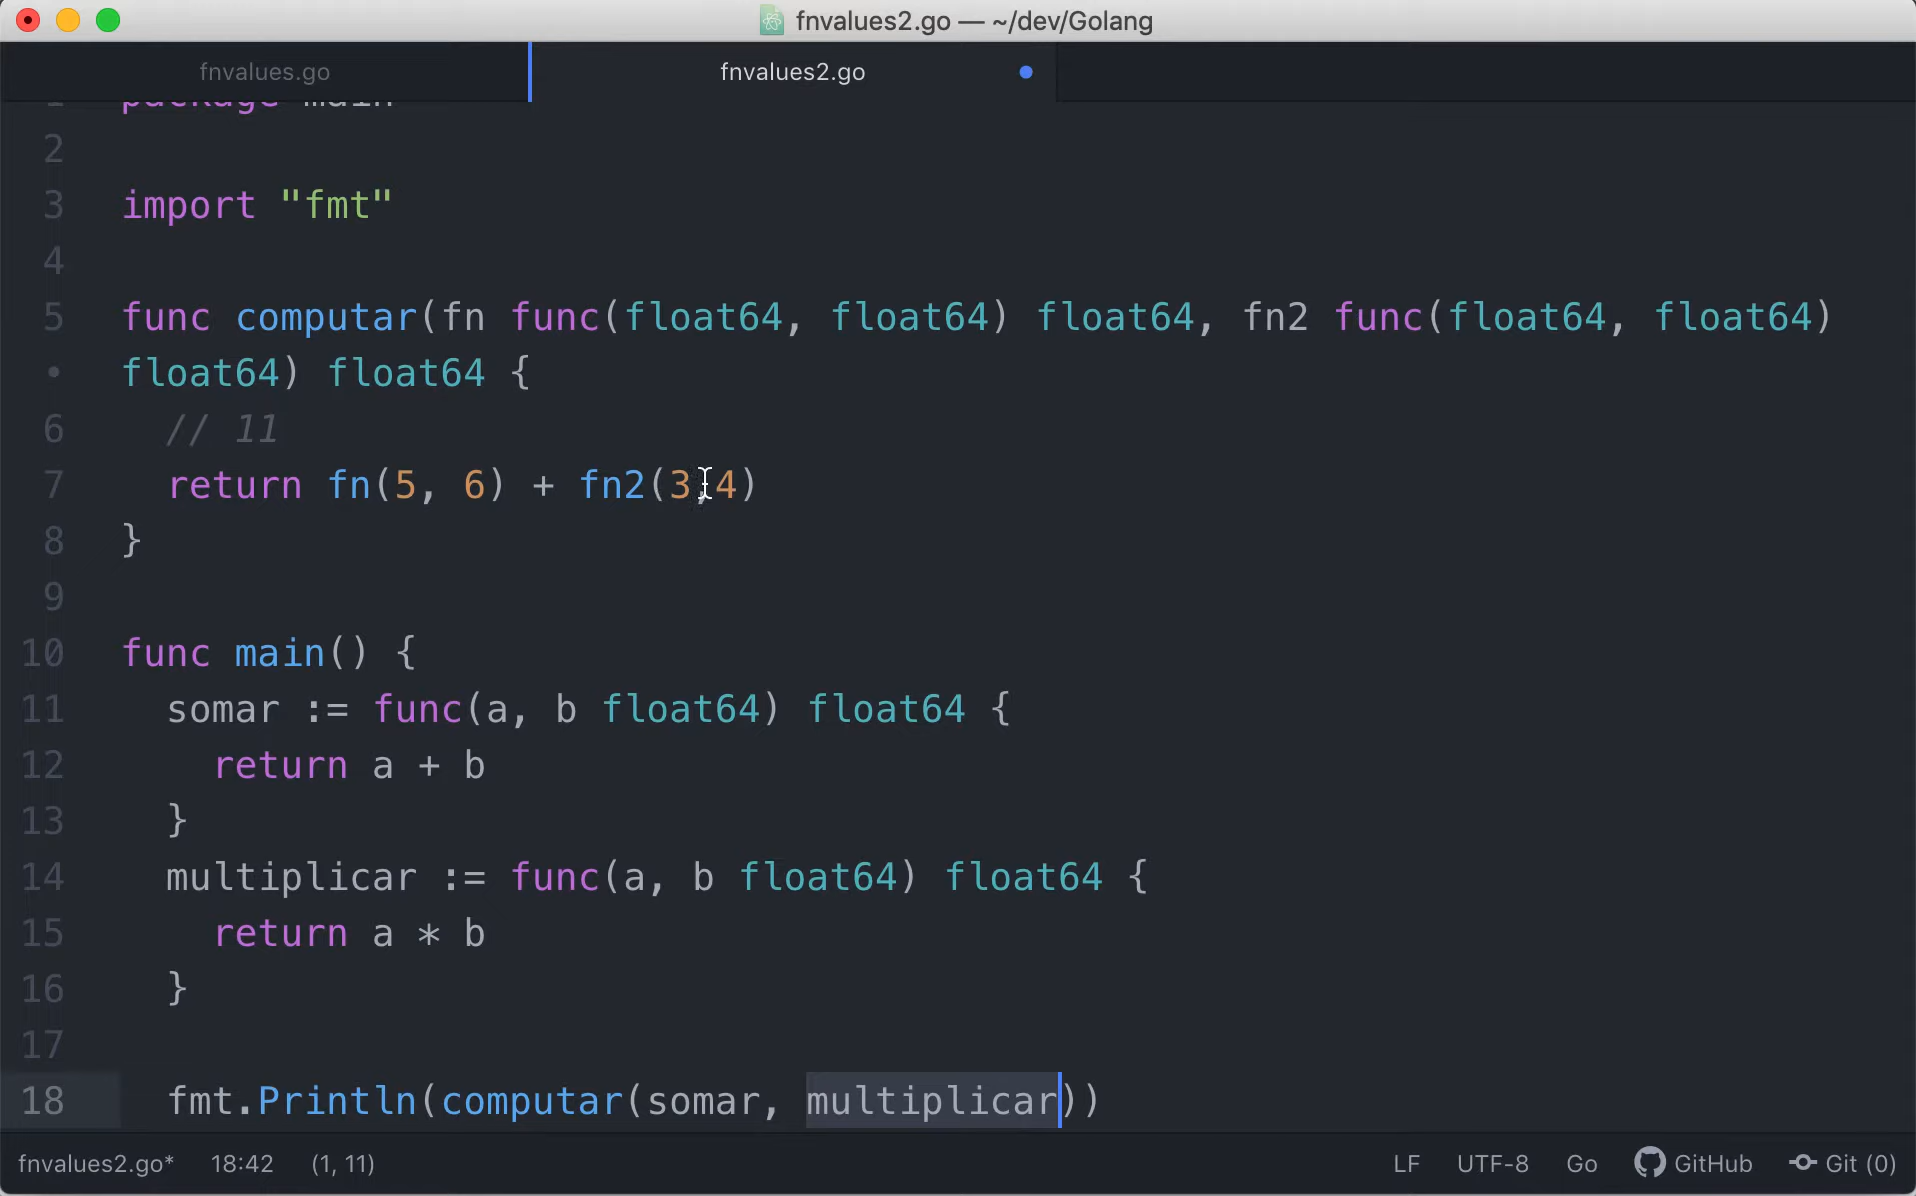 fnvalues2.go — ~/dev/Golang
fnvalues.go
fnvalues2.go
1 package main
2
3 import "fmt"
4
5 func computar(fn func(float64, float64) float64, fn2 func(float64, float64)
• float64) float64 {
6 // 11
7 return fn(5, 6) + fn2(3,4)
8 }
9
10 func main() {
11 somar := func(a, b float64) float64 {
12 return a + b
13 }
14 multiplicar := func(a, b float64) float64 {
15 return a * b
16 }
17
18 fmt.Println(computar(somar, multiplicar))
fnvalues2.go* 18:42 (1, 11) LF UTF-8 Go GitHub Git (0)